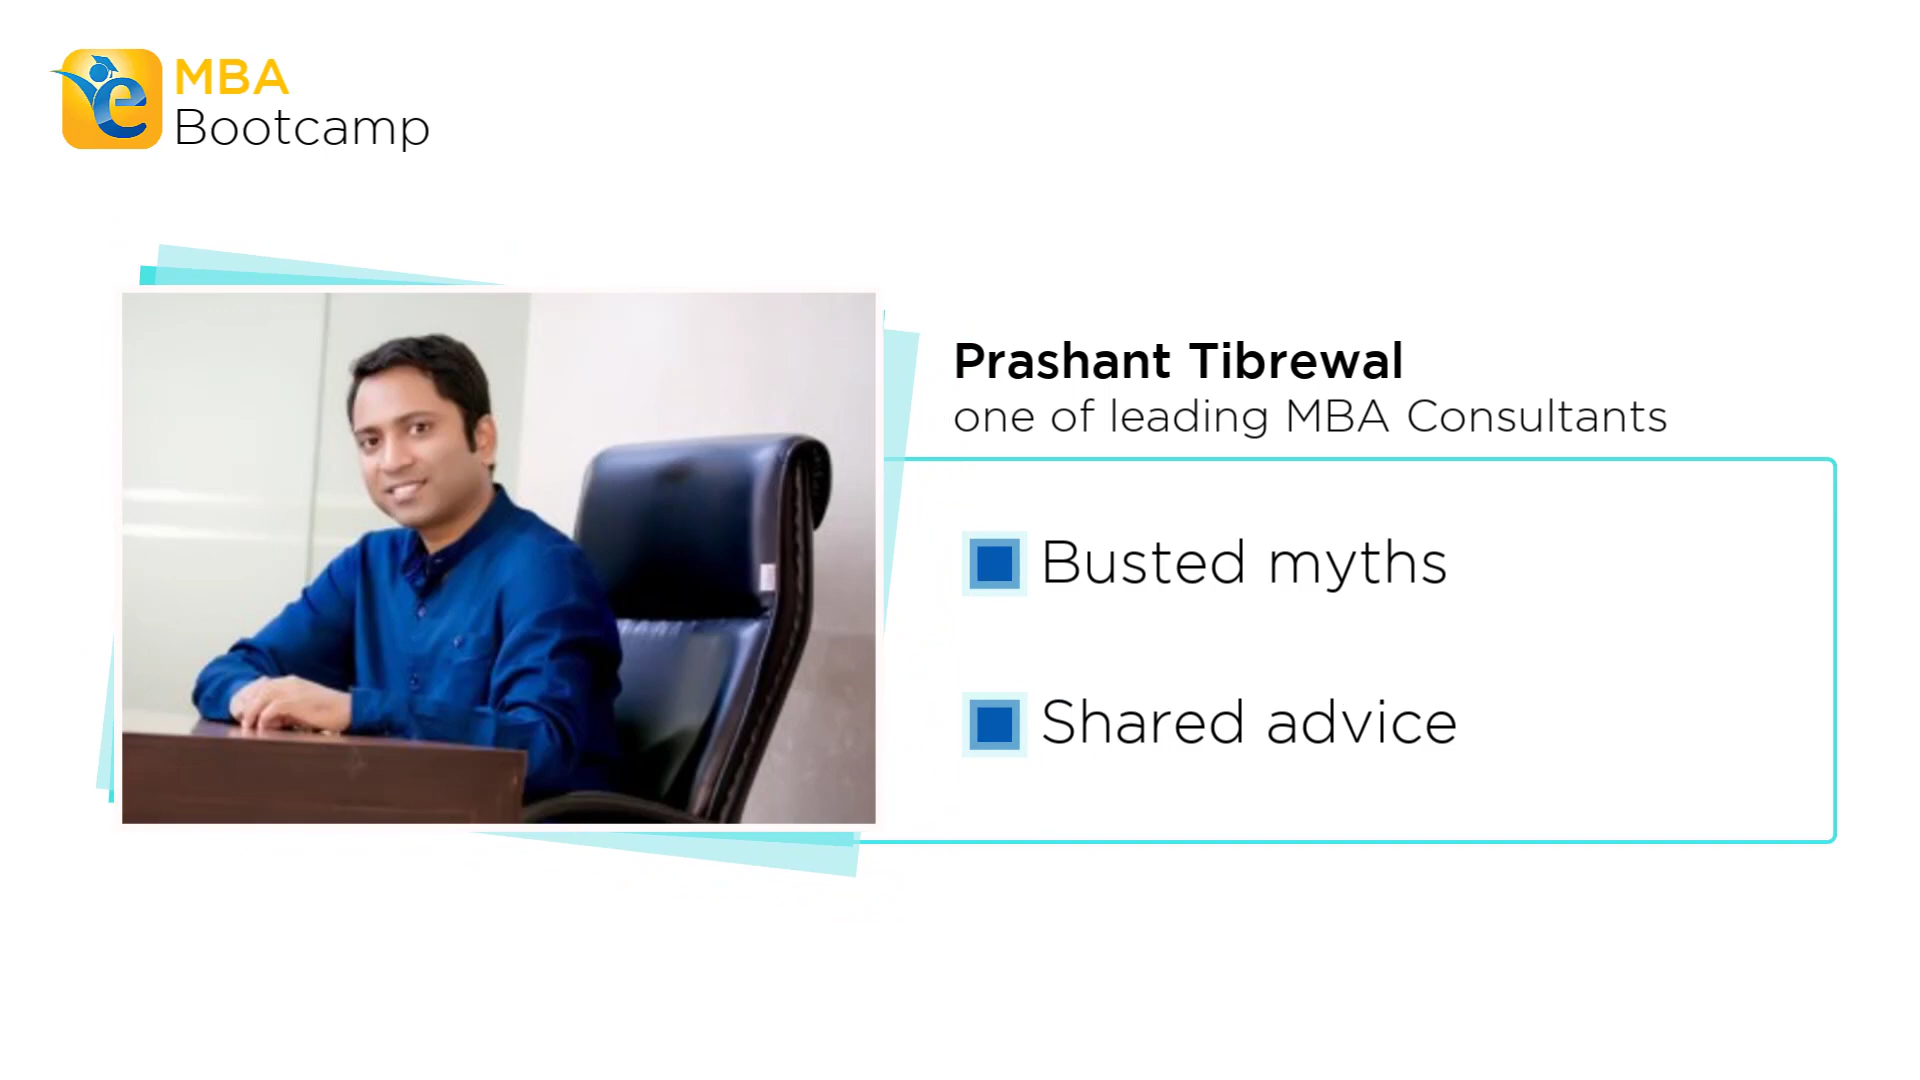 MBA
Bootcamp
Prashant Tibrewal
one of leading MBA Consultants
Busted myths
Shared advice